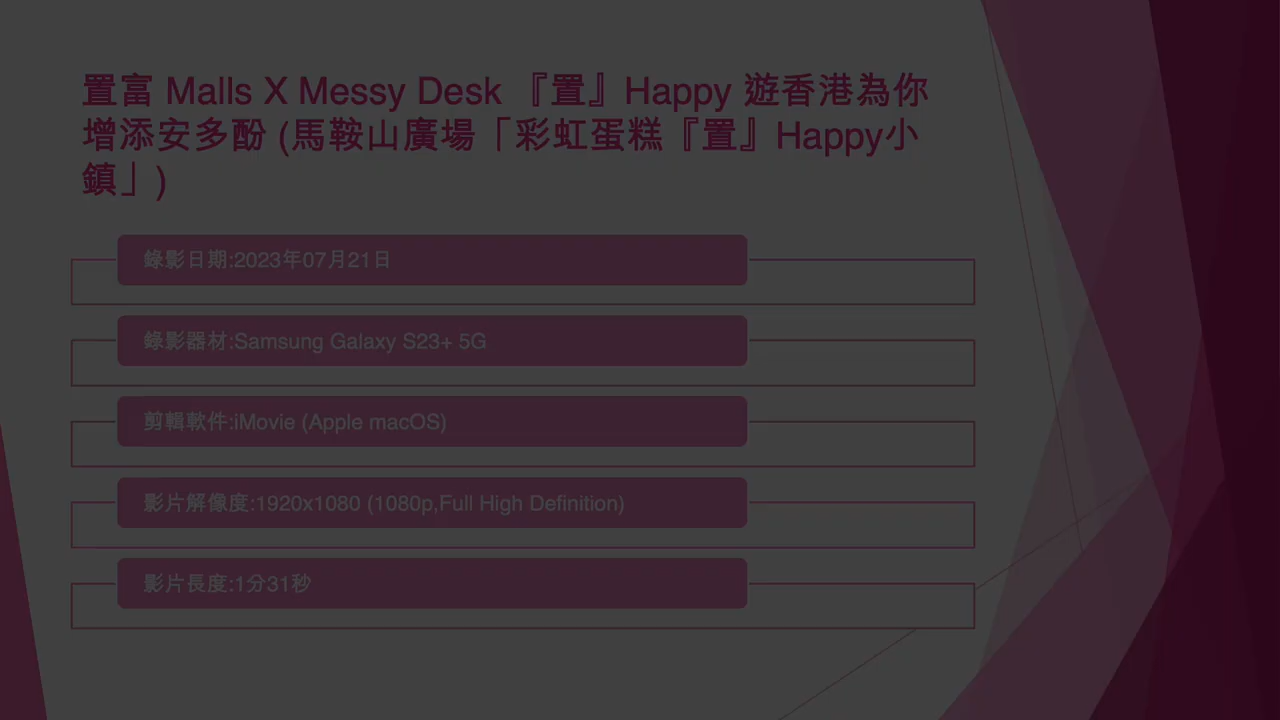 置富 Malls X Messy Desk 『置』Happy 遊香港為你
增添安多酚 (馬鞍山廣場「彩虹蛋糕『置』Happy小
鎮」)
錄影日期:2023年07月21日
錄影器材:Samsung Galaxy S23+ 5G
剪輯軟件:iMovie (Apple macOS)
影片解像度:1920x1080 (1080p,Full High Definition)
影片長度:1分31秒